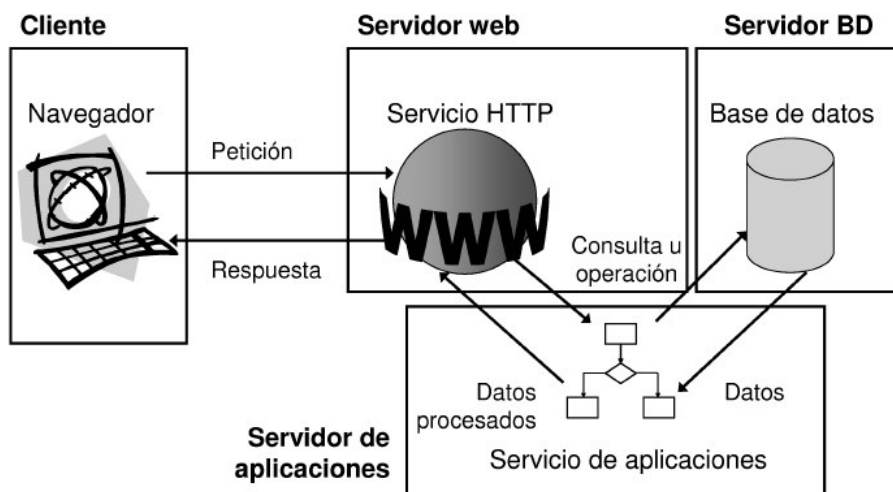 Cliente
Servidor web
Servidor BD
Navegador
Servicio HTTP
Base de datos
Petición
WWW
Respuesta
Consulta u
operación
Datos
procesados
Datos
Servidor de
aplicaciones
Servicio de aplicaciones